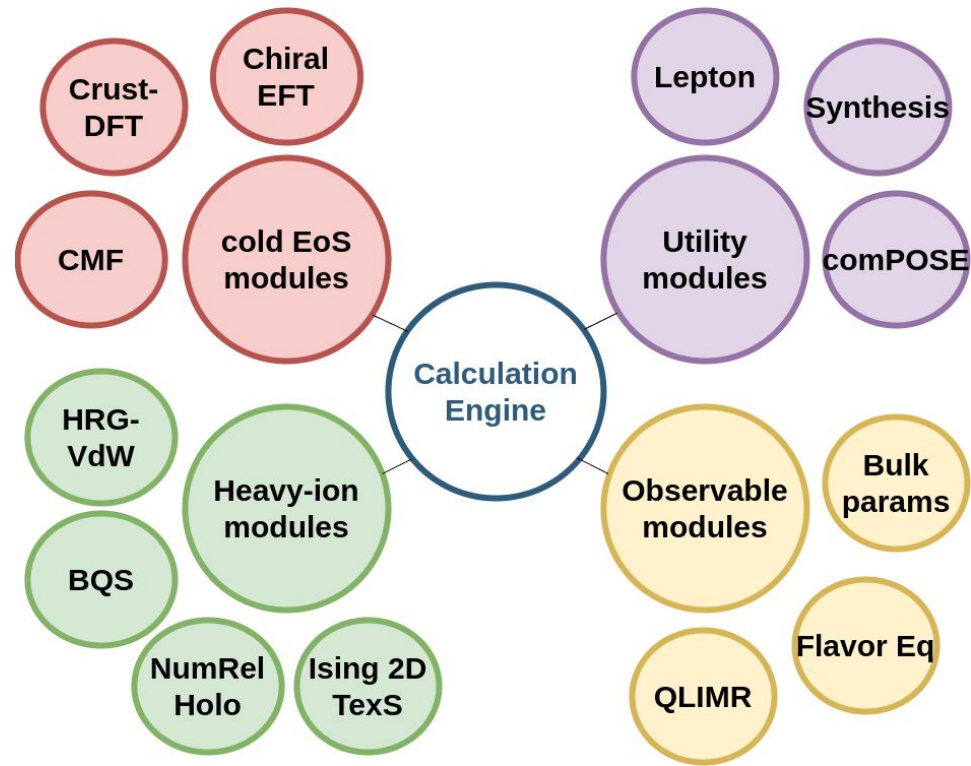 Crust-
DFT
Chiral
EFT
CMF
cold EoS
modules
Lepton
Synthesis
Utility
modules
comPOSE
Calculation
Engine
HRG-
VdW
BQS
Heavy-ion
modules
NumRel
Holo
Ising 2D
TexS
Observable
modules
Bulk
params
Flavor Eq
QLIMR